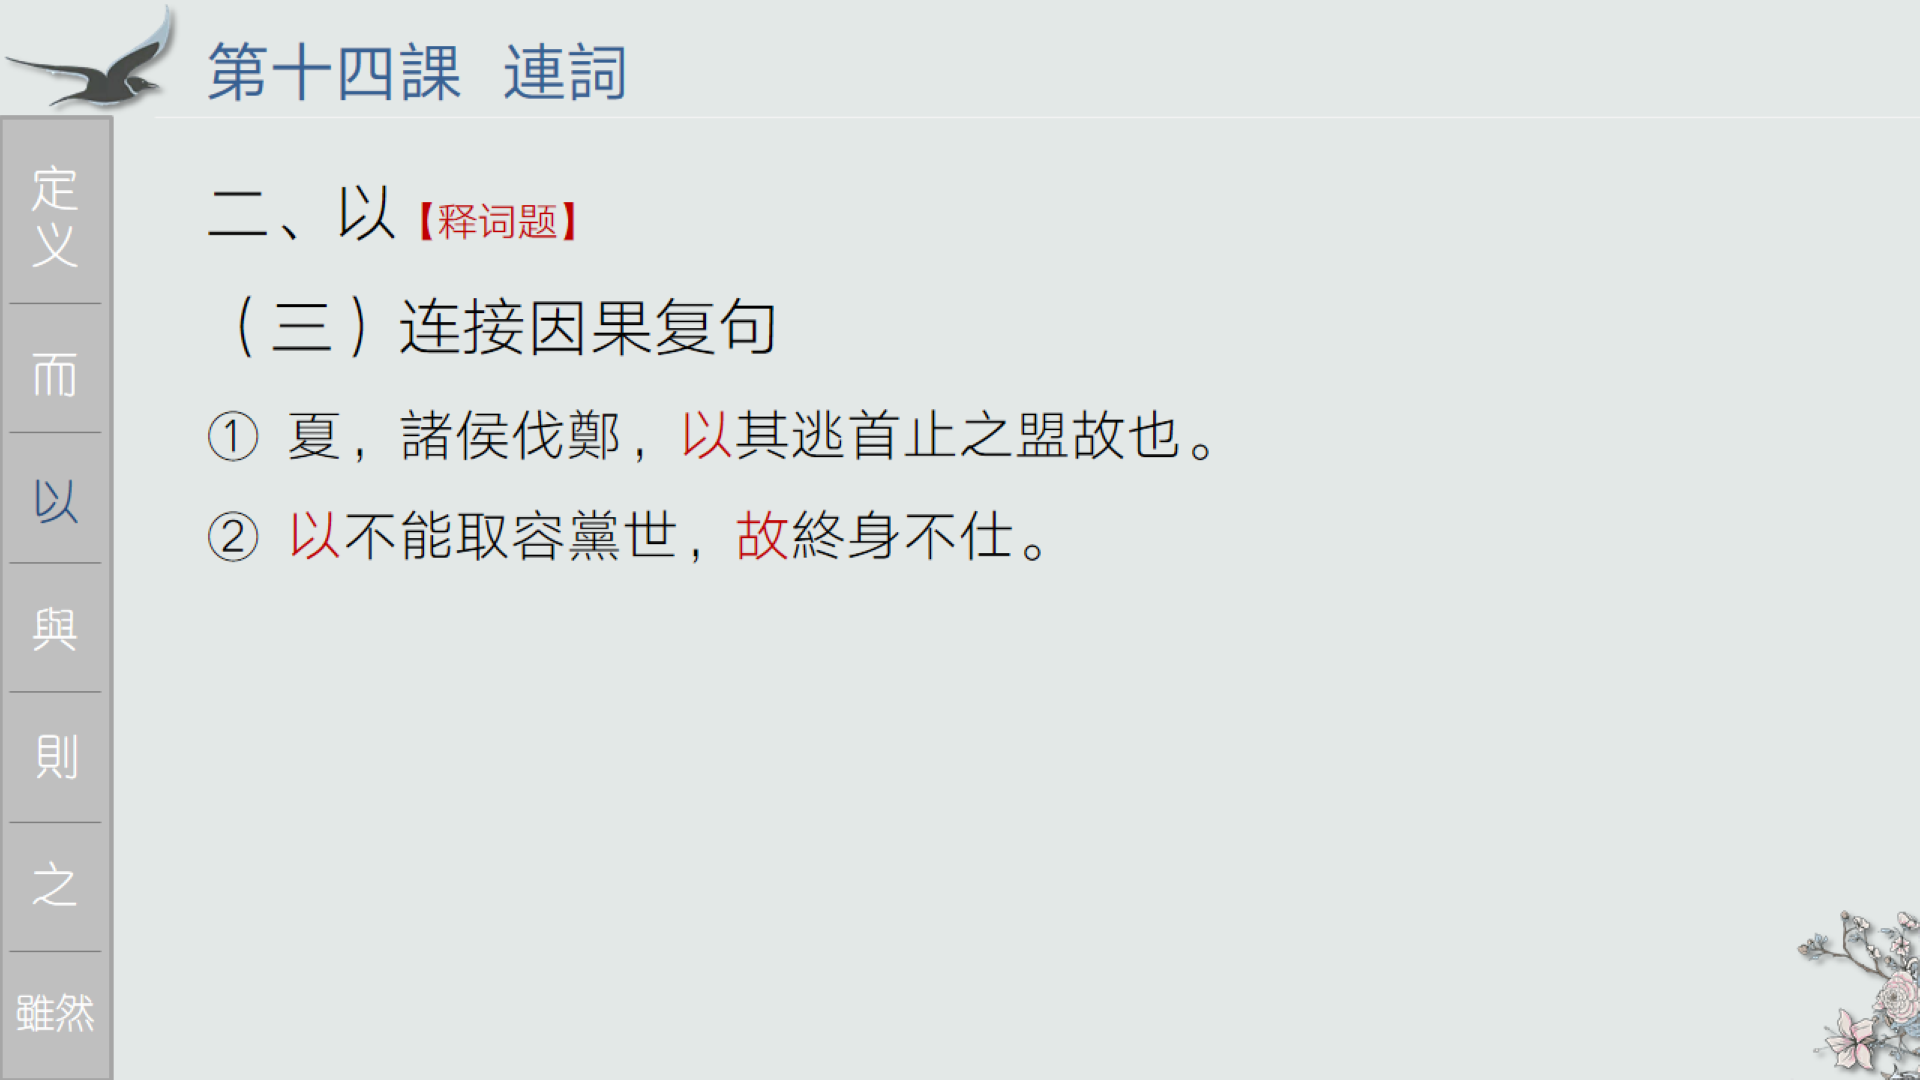 第十四課 連詞
定
义
而
以
與
則
之
雖然
二、以【释词题】
（三）连接因果复句
① 夏，諸侯伐鄭，以其逃首止之盟故也。
② 以不能取容當世，故終身不仕。